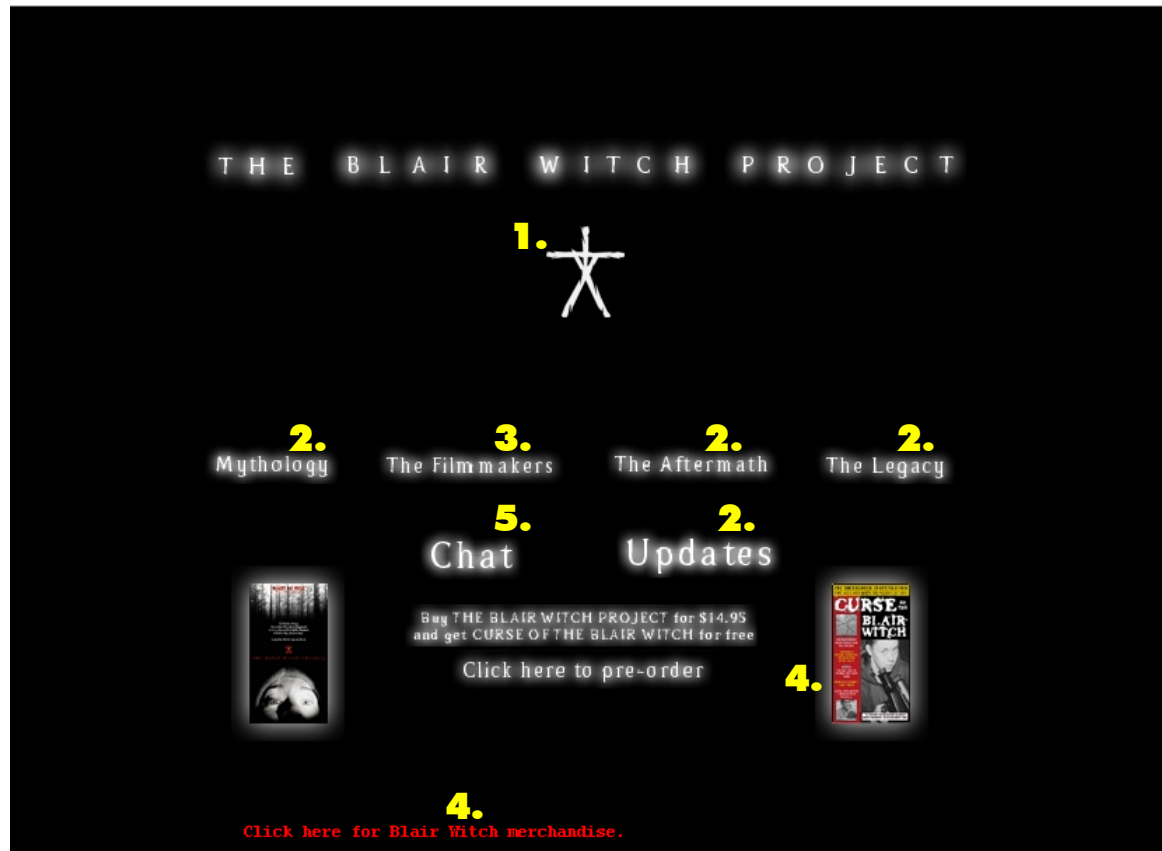 THE BLAIR WITCH PROJECT
1.
2. 3. 2. 2.
Mythology The Filmmakers The Aftermath The Legacy
5. 2.
Chat Updates
CURSE OF THE
BLAIR
WITCH
Buy THE BLAIR WITCH PROJECT for $14.95
and get CURSE OF THE BLAIR WITCH for free
Click here to pre-order
4.
4.
Click here for Blair Witch merchandise.